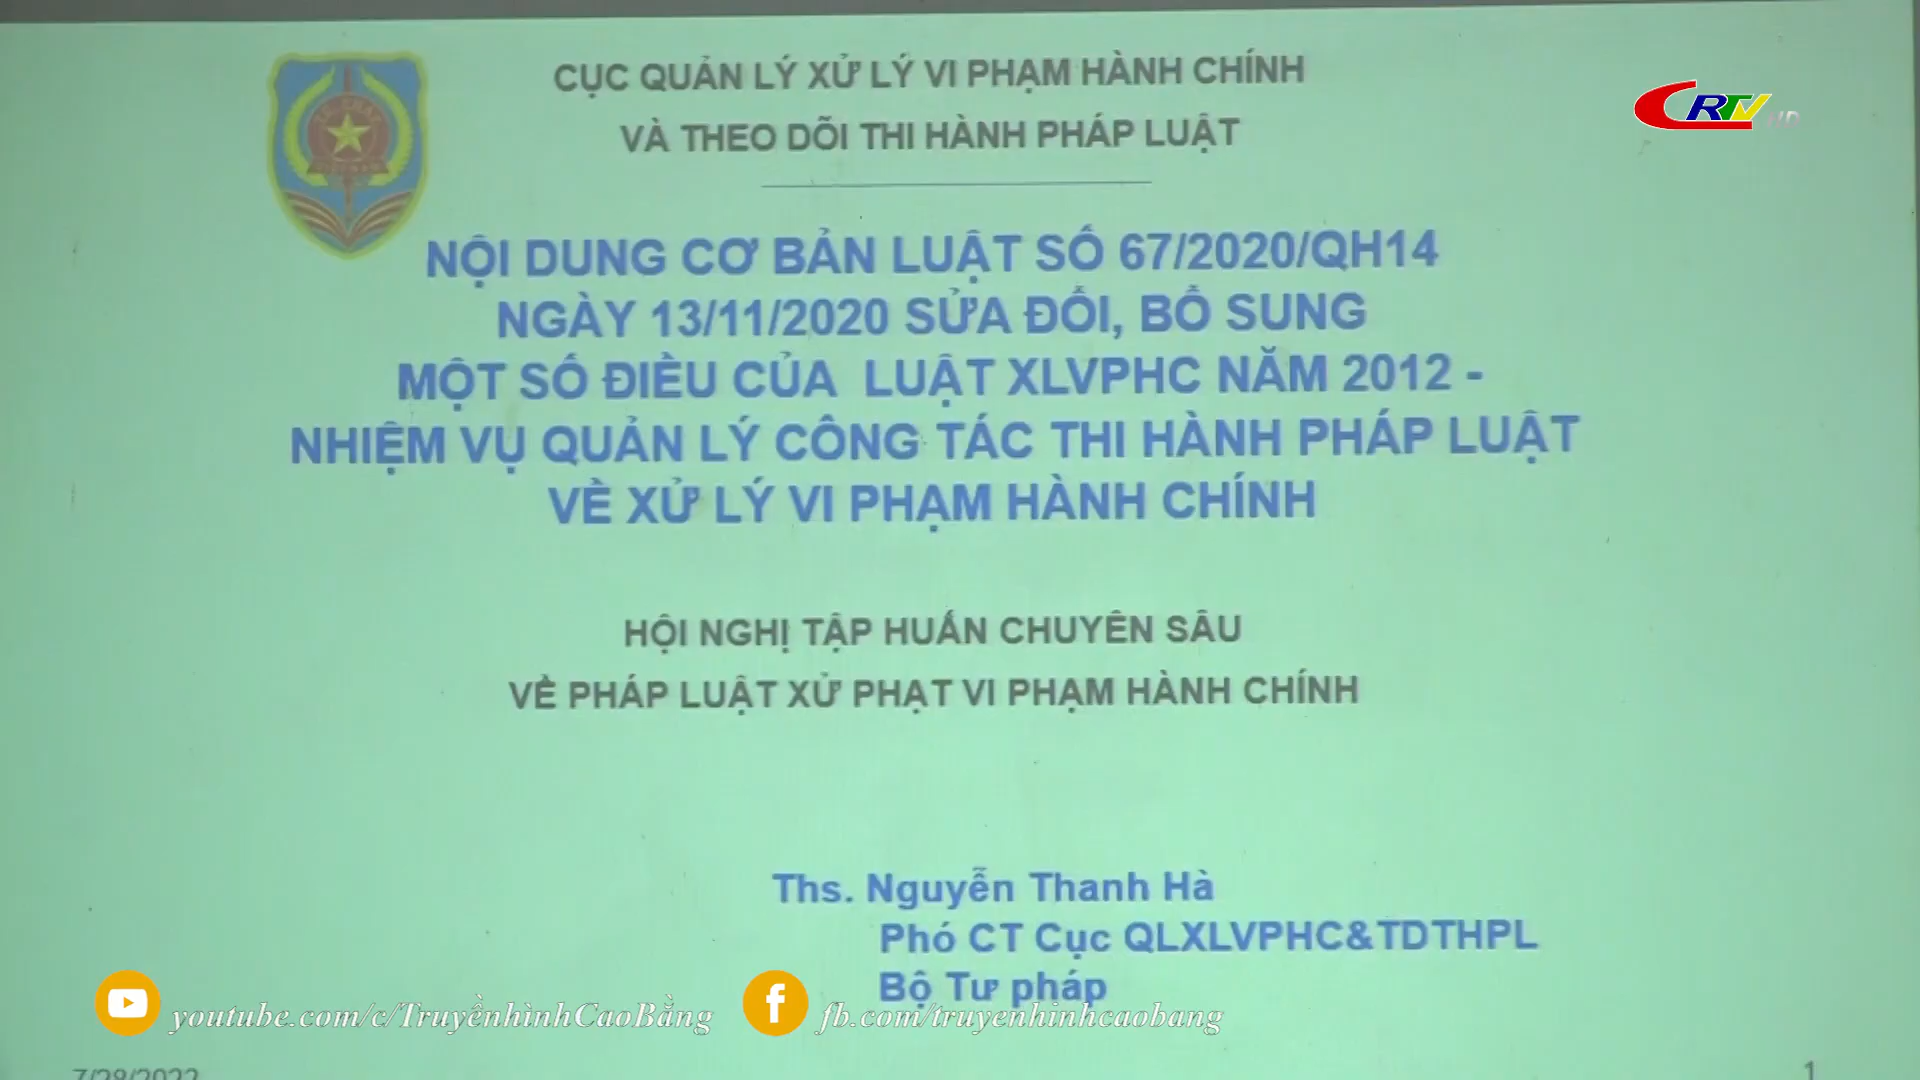 CỤC QUẢN LÝ XỬ LÝ VI PHẠM HÀNH CHÍNH
VÀ THEO DÕI THI HÀNH PHÁP LUẬT
CRTV HD
NỘI DUNG CƠ BẢN LUẬT SỐ 67/2020/QH14
NGÀY 13/11/2020 SỬA ĐỔI, BỔ SUNG
MỘT SỐ ĐIỀU CỦA LUẬT XLVPHC NĂM 2012 -
NHIỆM VỤ QUẢN LÝ CÔNG TÁC THI HÀNH PHÁP LUẬT
VỀ XỬ LÝ VI PHẠM HÀNH CHÍNH
HỘI NGHỊ TẬP HUẤN CHUYÊN SÂU
VỀ PHÁP LUẬT XỬ PHẠT VI PHẠM HÀNH CHÍNH
Ths. Nguyễn Thanh Hà
Phó CT Cục QLXLVPHC&TDTHPL
Bộ Tư pháp
youtube.com/c/TruyềnhìnhCaoBằng
fb.com/truyenhinhcaobang
7/28/2022
1